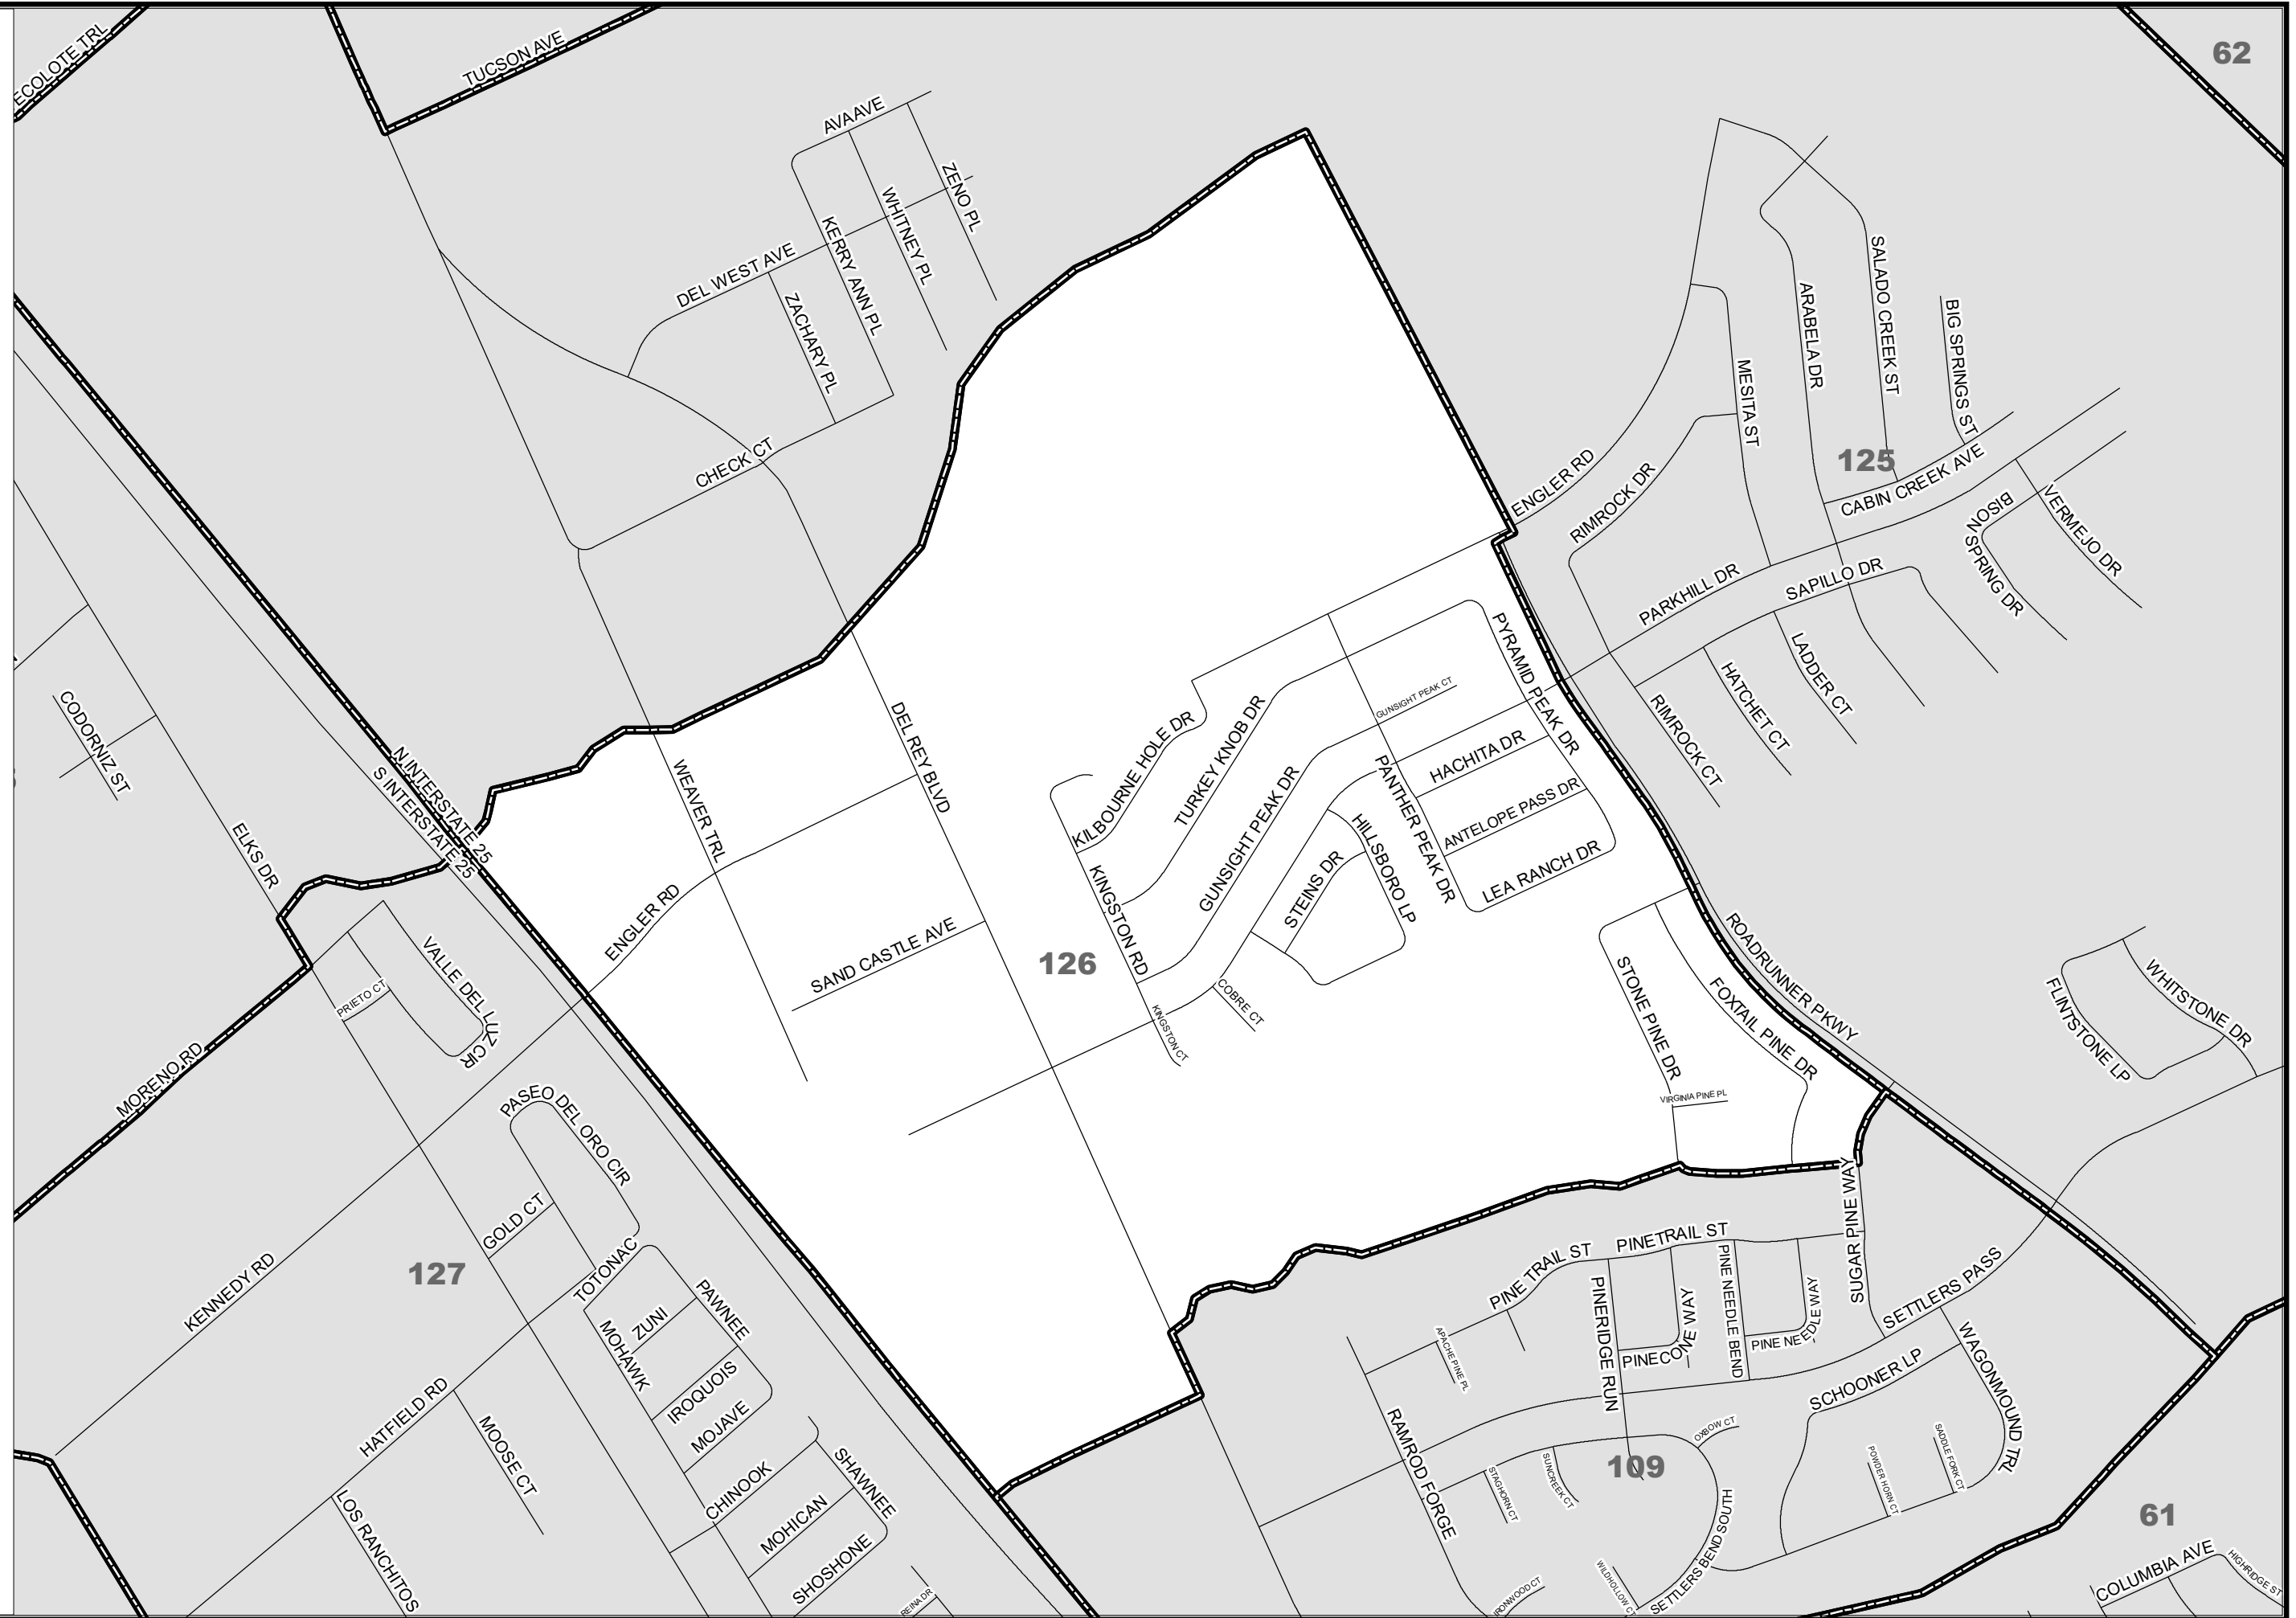 ECOLOTE TRL
TUCSON AVE
62
AVA AVE
ZENO PL
WHITNEY PL
KERRY ANN PL
DEL WEST AVE
ZACHARY PL
CHECK CT
SALADO CREEK ST
ARABELA DR
BIG SPRINGS ST
MESITA ST
125
CABIN CREEK AVE
ENGLER RD
RIMROCK DR
BISON
SPRING DR
VERMEJO DR
PARKHILL DR
SAPILLO DR
LADDER CT
HATCHET CT
RIMROCK CT
CODORNIZ ST
N INTERSTATE 25
S INTERSTATE 25
ELKS DR
WEAVER TRL
DEL REY BLVD
ENGLER RD
SAND CASTLE AVE
126
KILBOURNE HOLE DR
TURKEY KNOB DR
GUNSIGHT PEAK DR
GUNSIGHT PEAK CT
PYRAMID PEAK DR
HACHITA DR
PANTHER PEAK DR
ANTELOPE PASS DR
HILLSBORO LP
STEINS DR
LEA RANCH DR
KINGSTON RD
KINGSTON CT
COBRE CT
STONE PINE DR
FOXTAIL PINE DR
VIRGINIA PINE PL
ROADRUNNER PKWY
FLINTSTONE LP
WHITSTONE DR
VALLE DEL LUZ CIR
PRIETO CT
MORENO RD
PASEO DEL ORO CIR
GOLD CT
127
TOTONAC
KENNEDY RD
ZUNI
PAWNEE
MOHAWK
IROQUOIS
MOJAVE
HATFIELD RD
MOOSE CT
LOS RANCHITOS
CHINOOK
SHAWNEE
MOHICAN
SHOSHONE
REINA DR
PINE TRAIL ST
PINETRAIL ST
SUGAR PINE WAY
PINERIDGE RUN
PINECONE WAY
PINE NEEDLE BEND
PINE NEEDLE WAY
APACHE PINE PL
SETTLERS PASS
SCHOONER LP
WAGONMOUND TRL
RAMROD FORGE
OXBOW CT
109
STAGHORN CT
SUNCREEK CT
POWDER HORN CT
SADDLE FORK CT
SETTLERS BEND SOUTH
WILDHOLLOW CT
IRONWOOD CT
61
COLUMBIA AVE
HIGHRIDGE ST